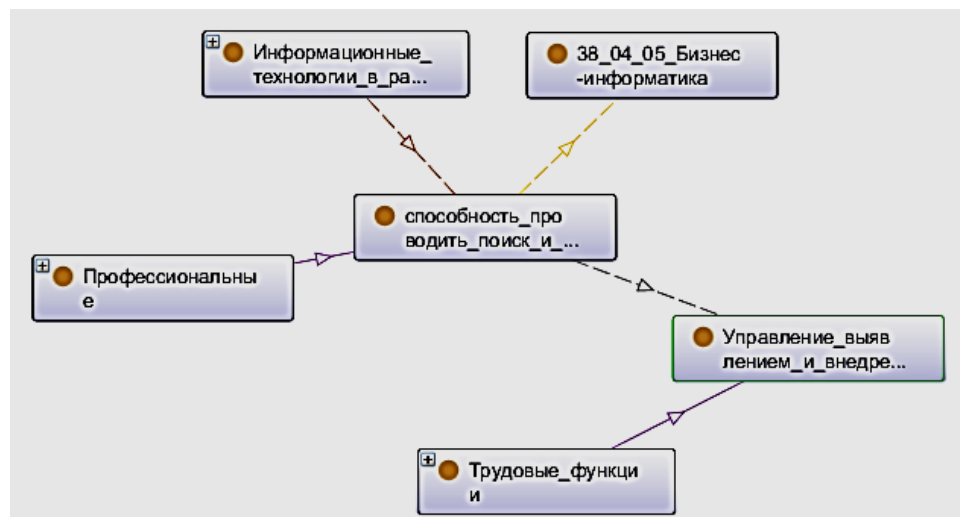 Информационные_
технологии_в_ра...
38_04_05_Бизнес
-информатика
способность_про
водить_поиск_и_...
Профессиональны
е
Управление_выяв
лением_и_внедре...
Трудовые_функци
и